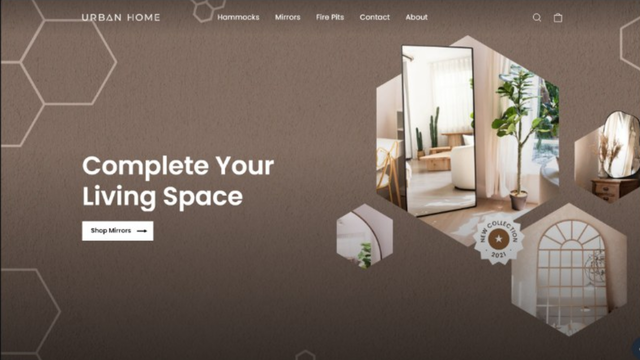 URBAN HOME
Hammocks
Mirrors
Fire Pits
Contact
About
Complete Your
Living Space
Shop Mirrors
NEW COLLECTION
2021